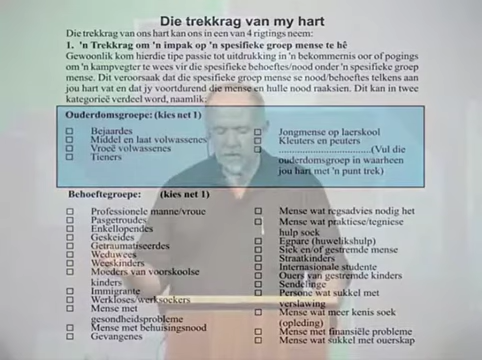 Die trekkrag van my hart
Die trekkrag van ons hart kan ons in een van 4 rigtings neem:
1. 'n Trekkrag om 'n impak op 'n spesifieke groep mense te hê
Gewoonlik kom hierdie tipe passie tot uitdrukking in 'n bekommernis oor of pogings
om 'n kampvegter te wees vir die spesifieke behoeftes/nood onder 'n spesifieke groep
mense. Dit veroorsaak dat die spesifieke groep mense se nood/behoeftes telkens aan
jou hart vat en dat jy voortdurend die mense en hulle nood raaksien. Dit kan in twee
kategorieë verdeel word, naamlik:
Ouderdomsgroepe: (kies net 1)
Bejaardes
Middel en laat volwassenes
Vroeë volwassenes
Tieners
Jongmense op laerskool
Kleuters en peuters
..............................(Vul die
ouderdomsgroep in waarheen
jou hart met 'n punt trek)
Behoeftegroepe: (kies net 1)
Professionele manne/vroue
Pasgetroudes
Enkellopendes
Geskeides
Getraumatiseerdes
Weduwees
Weeskinders
Moeders van voorskoolse
kinders
Immigrante
Werkloses/werksoekers
Mense met
gesondheidsprobleme
Mense met behuisingsnood
Gevangenes
Mense wat regsadvies nodig het
Mense wat praktiese/tegniese
hulp soek
Egpare (huwelikshulp)
Siek en/of gestremde mense
Straatkinders
Internasionale studente
Ouers van gestremde kinders
Sendelinge
Persone wat sukkel met
verslawing
Mense wat meer kenis soek
(opleding)
Mense met finansiële probleme
Mense wat sukkel met ouerskap